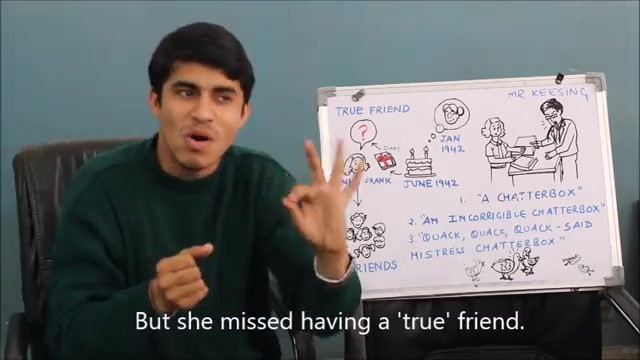 TRUE FRIEND
MR. KEESING
?
DIARY
JAN
1942
FRANK
JUNE 1942
1. "A CHATTERBOX"
2. "AN INCORRIGIBLE CHATTERBOX"
3. "QUACK, QUACK, QUACK - SAID
MISTRESS CHATTERBOX"
FRIENDS
But she missed having a 'true' friend.